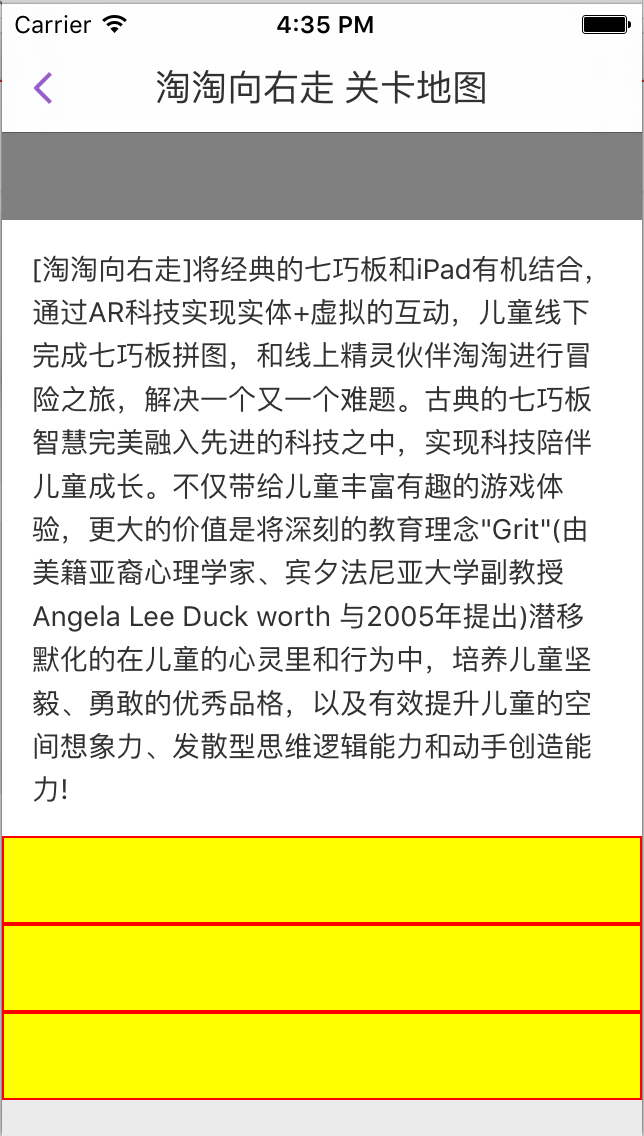 Carrier 4:35 PM
淘淘向右走 关卡地图
[淘淘向右走]将经典的七巧板和iPad有机结合，
通过AR科技实现实体+虚拟的互动，儿童线下
完成七巧板拼图，和线上精灵伙伴淘淘进行冒
险之旅，解决一个又一个难题。古典的七巧板
智慧完美融入先进的科技之中，实现科技陪伴
儿童成长。不仅带给儿童丰富有趣的游戏体
验，更大的价值是将深刻的教育理念"Grit"(由
美籍亚裔心理学家、宾夕法尼亚大学副教授
Angela Lee Duck worth 与2005年提出)潜移
默化的在儿童的心灵里和行为中，培养儿童坚
毅、勇敢的优秀品格，以及有效提升儿童的空
间想象力、发散型思维逻辑能力和动手创造能
力!